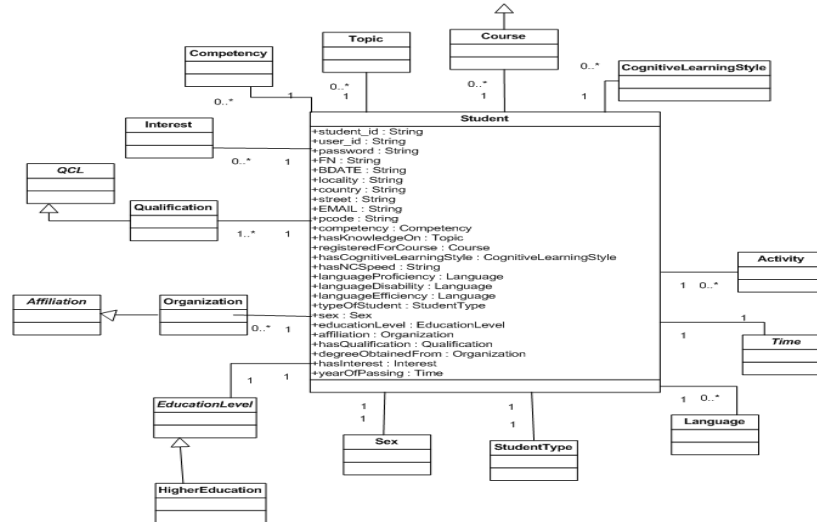 Competency
Topic
Course
CognitiveLearningStyle
0..*
1
0..*
1
0..*
1
0..*
1
Student
Interest
0..*
1
QCL
Qualification
1..*
1
Affiliation
Organization
0..*
1
+student_id : String
+user_id : String
+password : String
+FN : String
+BDATE : String
+locality : String
+country : String
+street : String
+EMAIL : String
+pcode : String
+competency : Competency
+hasKnowledgeOn : Topic
+registeredForCourse : Course
+hasCognitiveLearningStyle : CognitiveLearningStyle
+hasNCSpeed : String
+languageProficiency : Language
+languageDisability : Language
+languageEfficiency : Language
+typeOfStudent : StudentType
+sex : Sex
+educationLevel : EducationLevel
+affiliation : Organization
+hasQualification : Qualification
+degreeObtainedFrom : Organization
+hasInterest : Interest
+yearOfPassing : Time
Activity
1
0..*
1
1
Time
1
0..*
Language
1
1
EducationLevel
HigherEducation
1
1
Sex
1
1
StudentType